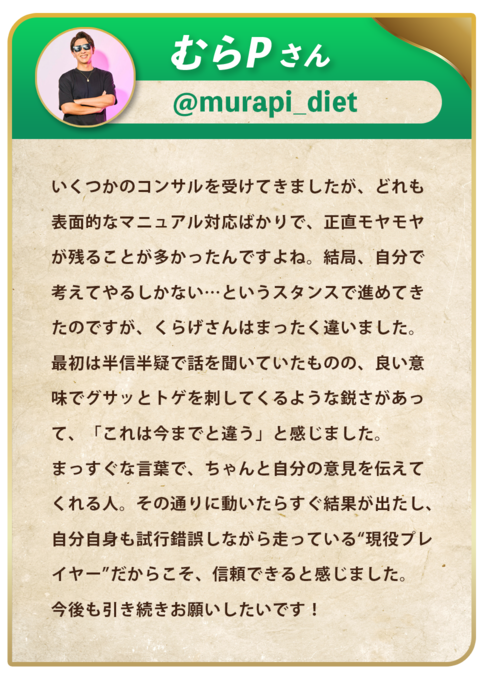 むらPさん
@murapi_diet
いくつかのコンサルを受けてきましたが、どれも
表面的なマニュアル対応ばかりで、正直モヤモヤ
が残ることが多かったんですよね。結局、自分で
考えてやるしかない…というスタンスで進めてき
たのですが、くらげさんはまったく違いました。
最初は半信半疑で話を聞いていたものの、良い意
味でグサッとトゲを刺してくるような鋭さがあっ
て、「これは今までと違う」と感じました。
まっすぐな言葉で、ちゃんと自分の意見を伝えて
くれる人。その通りに動いたらすぐ結果が出たし、
自分自身も試行錯誤しながら走っている“現役プレ
イヤー”だからこそ、信頼できると感じました。
今後も引き続きお願いしたいです！